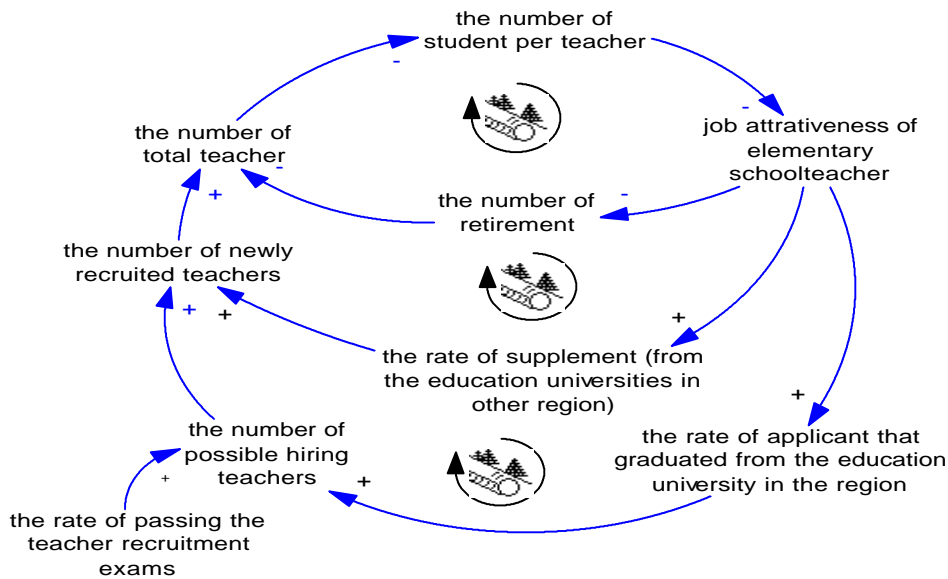 the number of
student per teacher
-
-
job attrativeness of
elementary
schoolteacher
the number of
total teacher
-
+
-
the number of
retirement
the number of newly
recruited teachers
+
+
+
the rate of supplement (from
the education universities in
other region)
+
the number of
possible hiring
teachers
+
+
the rate of applicant that
graduated from the education
university in the region
the rate of passing the
teacher recruitment
exams